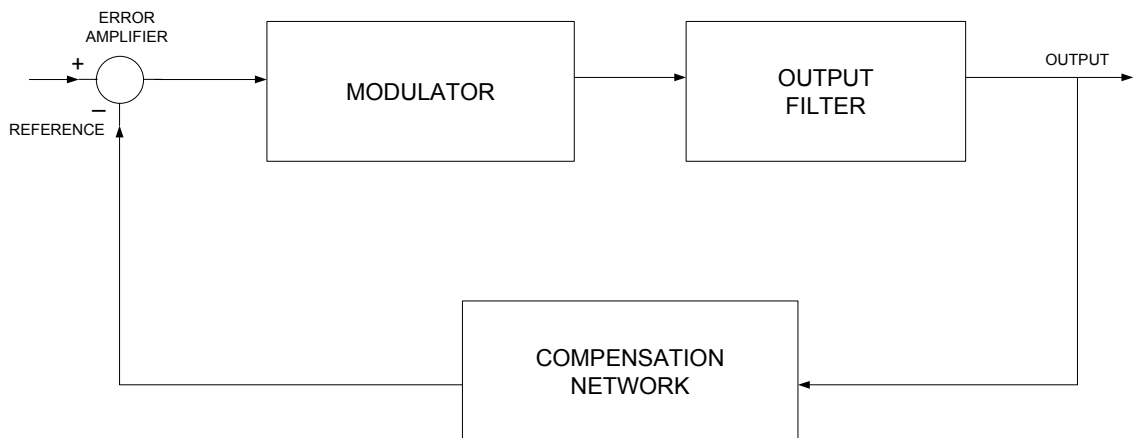 ERROR
AMPLIFIER
+
−
REFERENCE
MODULATOR
OUTPUT
FILTER
OUTPUT
COMPENSATION
NETWORK